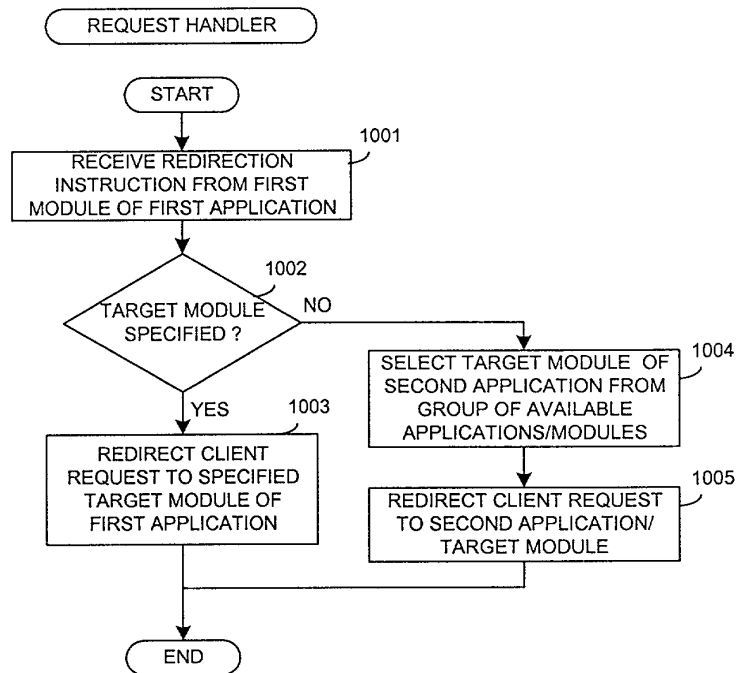 REQUEST HANDLER
START
1001
RECEIVE REDIRECTION
INSTRUCTION FROM FIRST
MODULE OF FIRST APPLICATION
1002
TARGET MODULE
SPECIFIED ?
NO
YES
1003
REDIRECT CLIENT
REQUEST TO SPECIFIED
TARGET MODULE OF
FIRST APPLICATION
1004
SELECT TARGET MODULE OF
SECOND APPLICATION FROM
GROUP OF AVAILABLE
APPLICATIONS/MODULES
1005
REDIRECT CLIENT REQUEST
TO SECOND APPLICATION/
TARGET MODULE
END